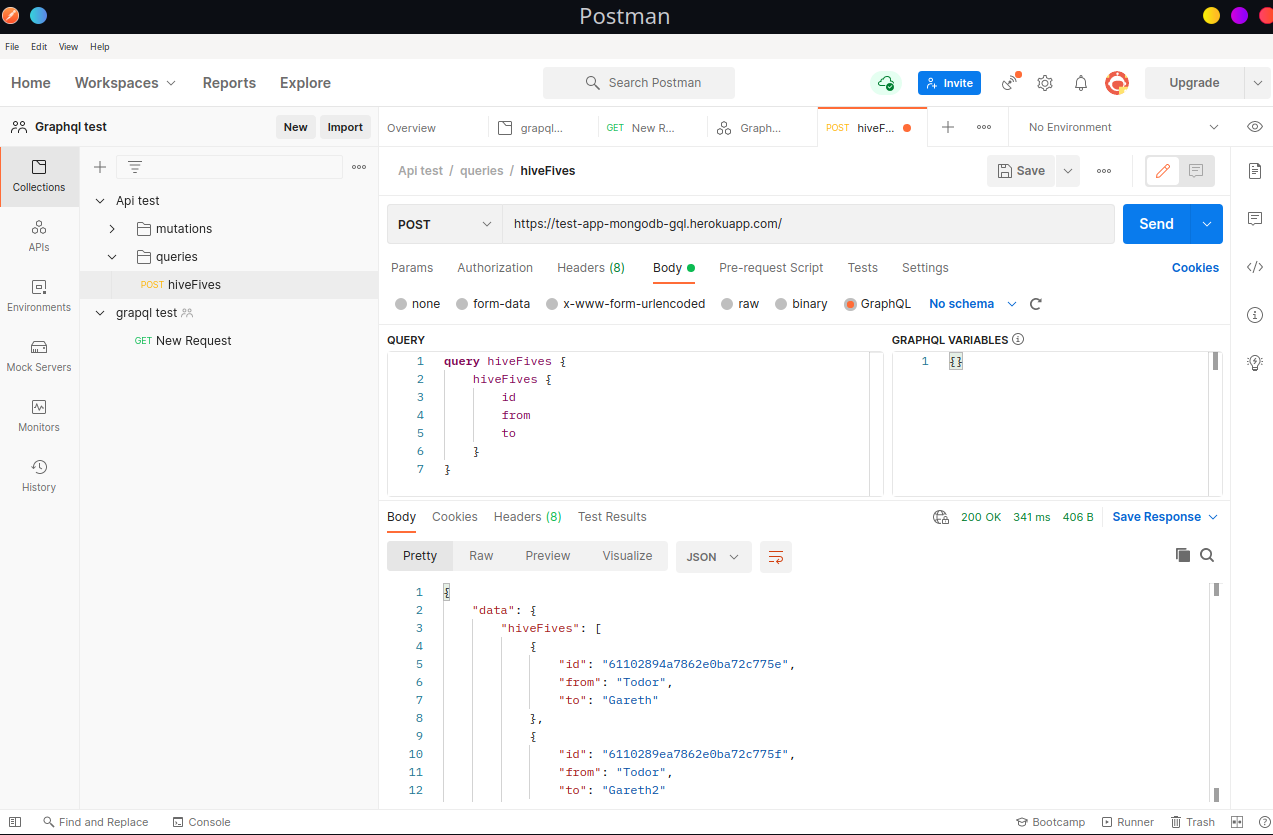 Postman
File Edit View Help
Home Workspaces Reports Explore Search Postman Invite Upgrade
Graphql test New Import
Overview grapql... GET New R... Graph... POST hiveF... No Environment
Collections
APIs
Environments
Mock Servers
Monitors
History
Api test
mutations
queries
POST hiveFives
grapql test
GET New Request
Api test / queries / hiveFives Save
POST https://test-app-mongodb-gql.herokuapp.com/ Send
Params Authorization Headers (8) Body Pre-request Script Tests Settings Cookies
none form-data x-www-form-urlencoded raw binary GraphQL No schema
QUERY
1 query hiveFives {
2 hiveFives {
3 id
4 from
5 to
6 }
7 }
GRAPHQL VARIABLES
1 {}
Body Cookies Headers (8) Test Results 200 OK 341 ms 406 B Save Response
Pretty Raw Preview Visualize JSON
1 {
2 "data": {
3 "hiveFives": [
4 {
5 "id": "61102894a7862e0ba72c775e",
6 "from": "Todor",
7 "to": "Gareth"
8 },
9 {
10 "id": "6110289ea7862e0ba72c775f",
11 "from": "Todor",
12 "to": "Gareth2"
Find and Replace Console Bootcamp Runner Trash